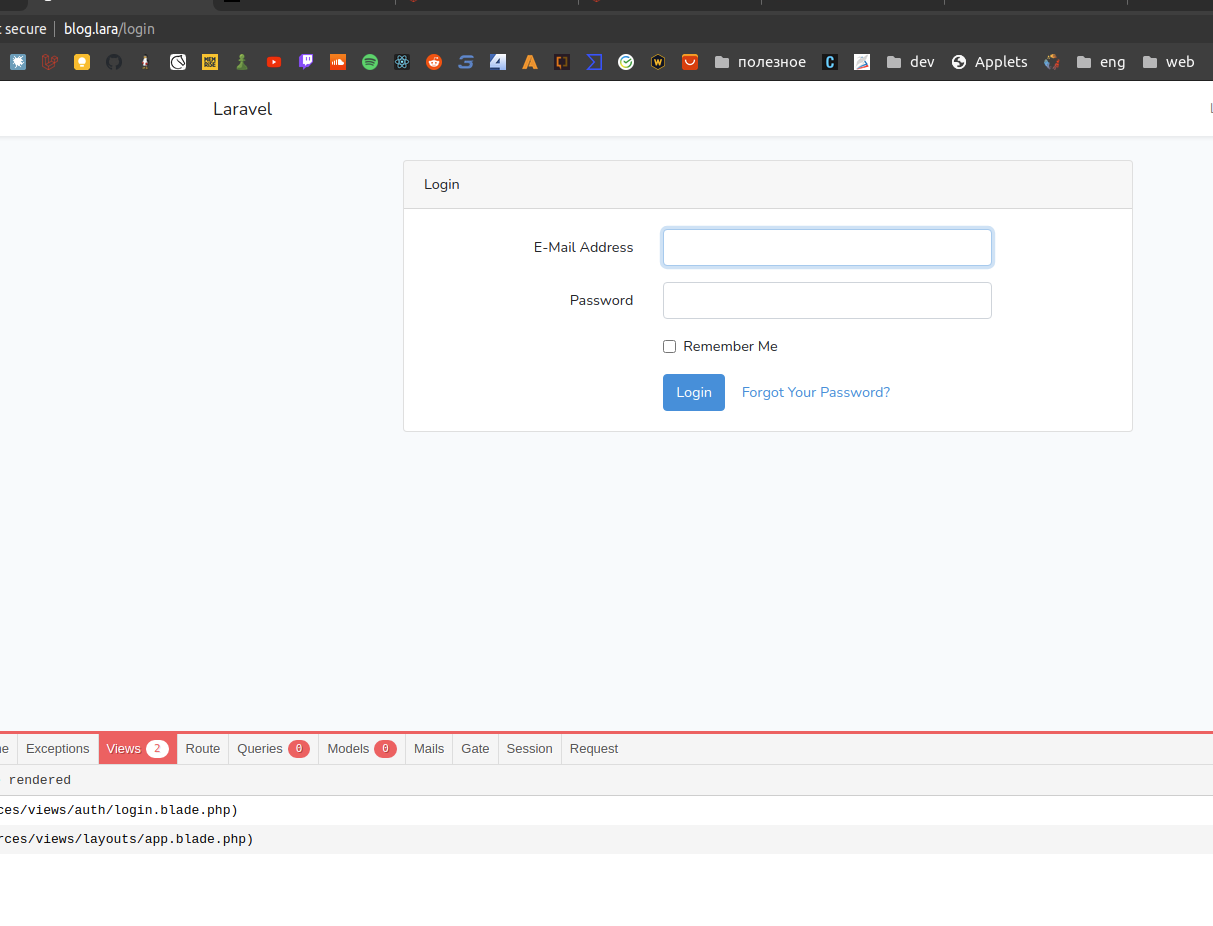 secure blog.lara/login
полезное dev Applets eng web
Laravel
Login
E-Mail Address
Password
Remember Me
Login Forgot Your Password?
Exceptions Views 2 Route Queries 0 Models 0 Mails Gate Session Request
rendered
ces/views/auth/login.blade.php)
rces/views/layouts/app.blade.php)